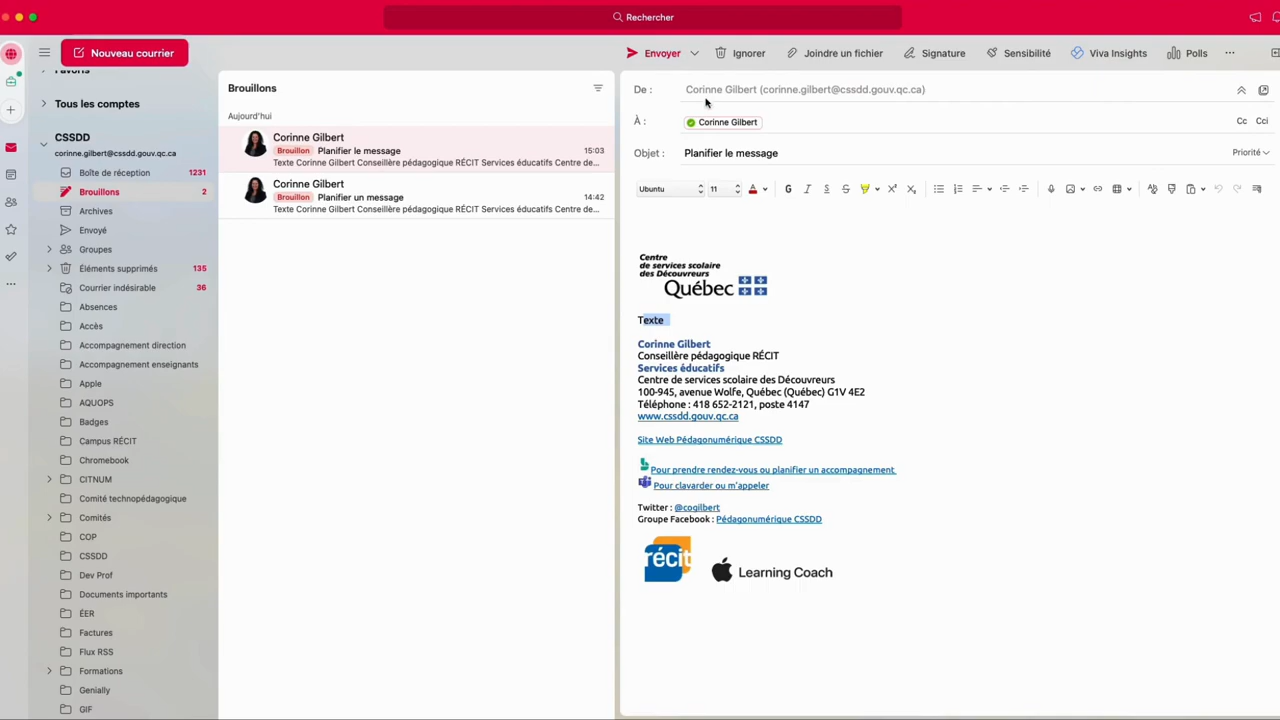 Rechercher
Nouveau courrier
Envoyer
Ignorer
Joindre un fichier
Signature
Sensibilité
Viva Insights
Polls
Favoris
Tous les comptes
CSSDD
corinne.gilbert@cssdd.gouv.qc.ca
Boîte de réception 1231
Brouillons 2
Archives
Envoyé
Groupes
Éléments supprimés 135
Courrier indésirable 36
Absences
Accès
Accompagnement direction
Accompagnement enseignants
Apple
AQUOPS
Badges
Campus RÉCIT
Chromebook
CITNUM
Comité technopédagogique
Comités
COP
CSSDD
Dev Prof
Documents importants
ÉER
Factures
Flux RSS
Formations
Genially
GIF
Brouillons
Aujourd'hui
Corinne Gilbert
Brouillon Planifier le message 15:03
Texte Corinne Gilbert Conseillère pédagogique RÉCIT Services éducatifs Centre de...
Corinne Gilbert
Brouillon Planifier un message 14:42
Texte Corinne Gilbert Conseillère pédagogique RÉCIT Services éducatifs Centre de...
De : Corinne Gilbert (corinne.gilbert@cssdd.gouv.qc.ca)
À : Corinne Gilbert Cc Cci
Objet : Planifier le message Priorité
Ubuntu 11 A G I S S X² X₂
Centre
de services scolaire
des Découvreurs
Québec
Texte
Corinne Gilbert
Conseillère pédagogique RÉCIT
Services éducatifs
Centre de services scolaire des Découvreurs
100-945, avenue Wolfe, Québec (Québec) G1V 4E2
Téléphone : 418 652-2121, poste 4147
www.cssdd.gouv.qc.ca
Site Web Pédagonumérique CSSDD
Pour prendre rendez-vous ou planifier un accompagnement
Pour clavarder ou m'appeler
Twitter : @cogilbert
Groupe Facebook : Pédagonumérique CSSDD
récit
Learning Coach